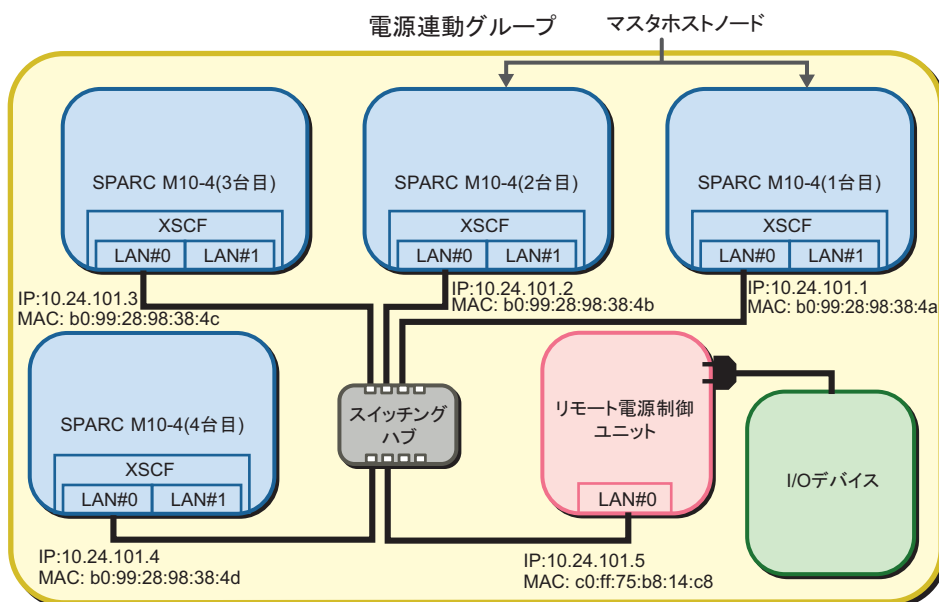 電源連動グループ
マスタホストノード
SPARC M10-4(3台目)
XSCF
LAN#0
LAN#1
IP:10.24.101.3
MAC: b0:99:28:98:38:4c
SPARC M10-4(2台目)
XSCF
LAN#0
LAN#1
IP:10.24.101.2
MAC: b0:99:28:98:38:4b
SPARC M10-4(1台目)
XSCF
LAN#0
LAN#1
IP:10.24.101.1
MAC: b0:99:28:98:38:4a
SPARC M10-4(4台目)
XSCF
LAN#0
LAN#1
IP:10.24.101.4
MAC: b0:99:28:98:38:4d
スイッチング
ハブ
リモート電源制御
ユニット
LAN#0
IP:10.24.101.5
MAC: c0:ff:75:b8:14:c8
I/Oデバイス